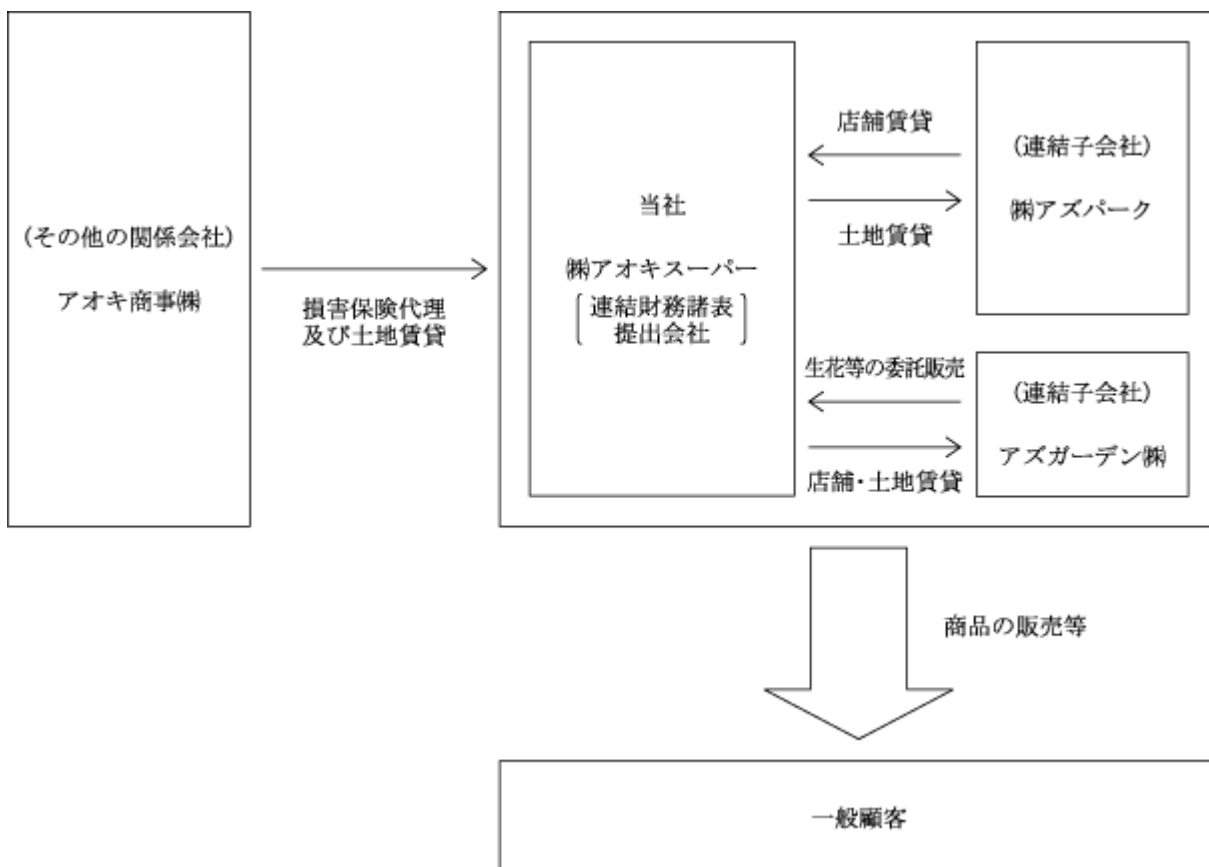 (その他の関係会社)
アオキ商事㈱
損害保険代理
及び土地賃貸
当社
㈱アオキスーパー
連結財務諸表
提出会社
店舗賃貸
土地賃貸
(連結子会社)
㈱アズパーク
生花等の委託販売
店舗・土地賃貸
(連結子会社)
アズガーデン㈱
商品の販売等
一般顧客